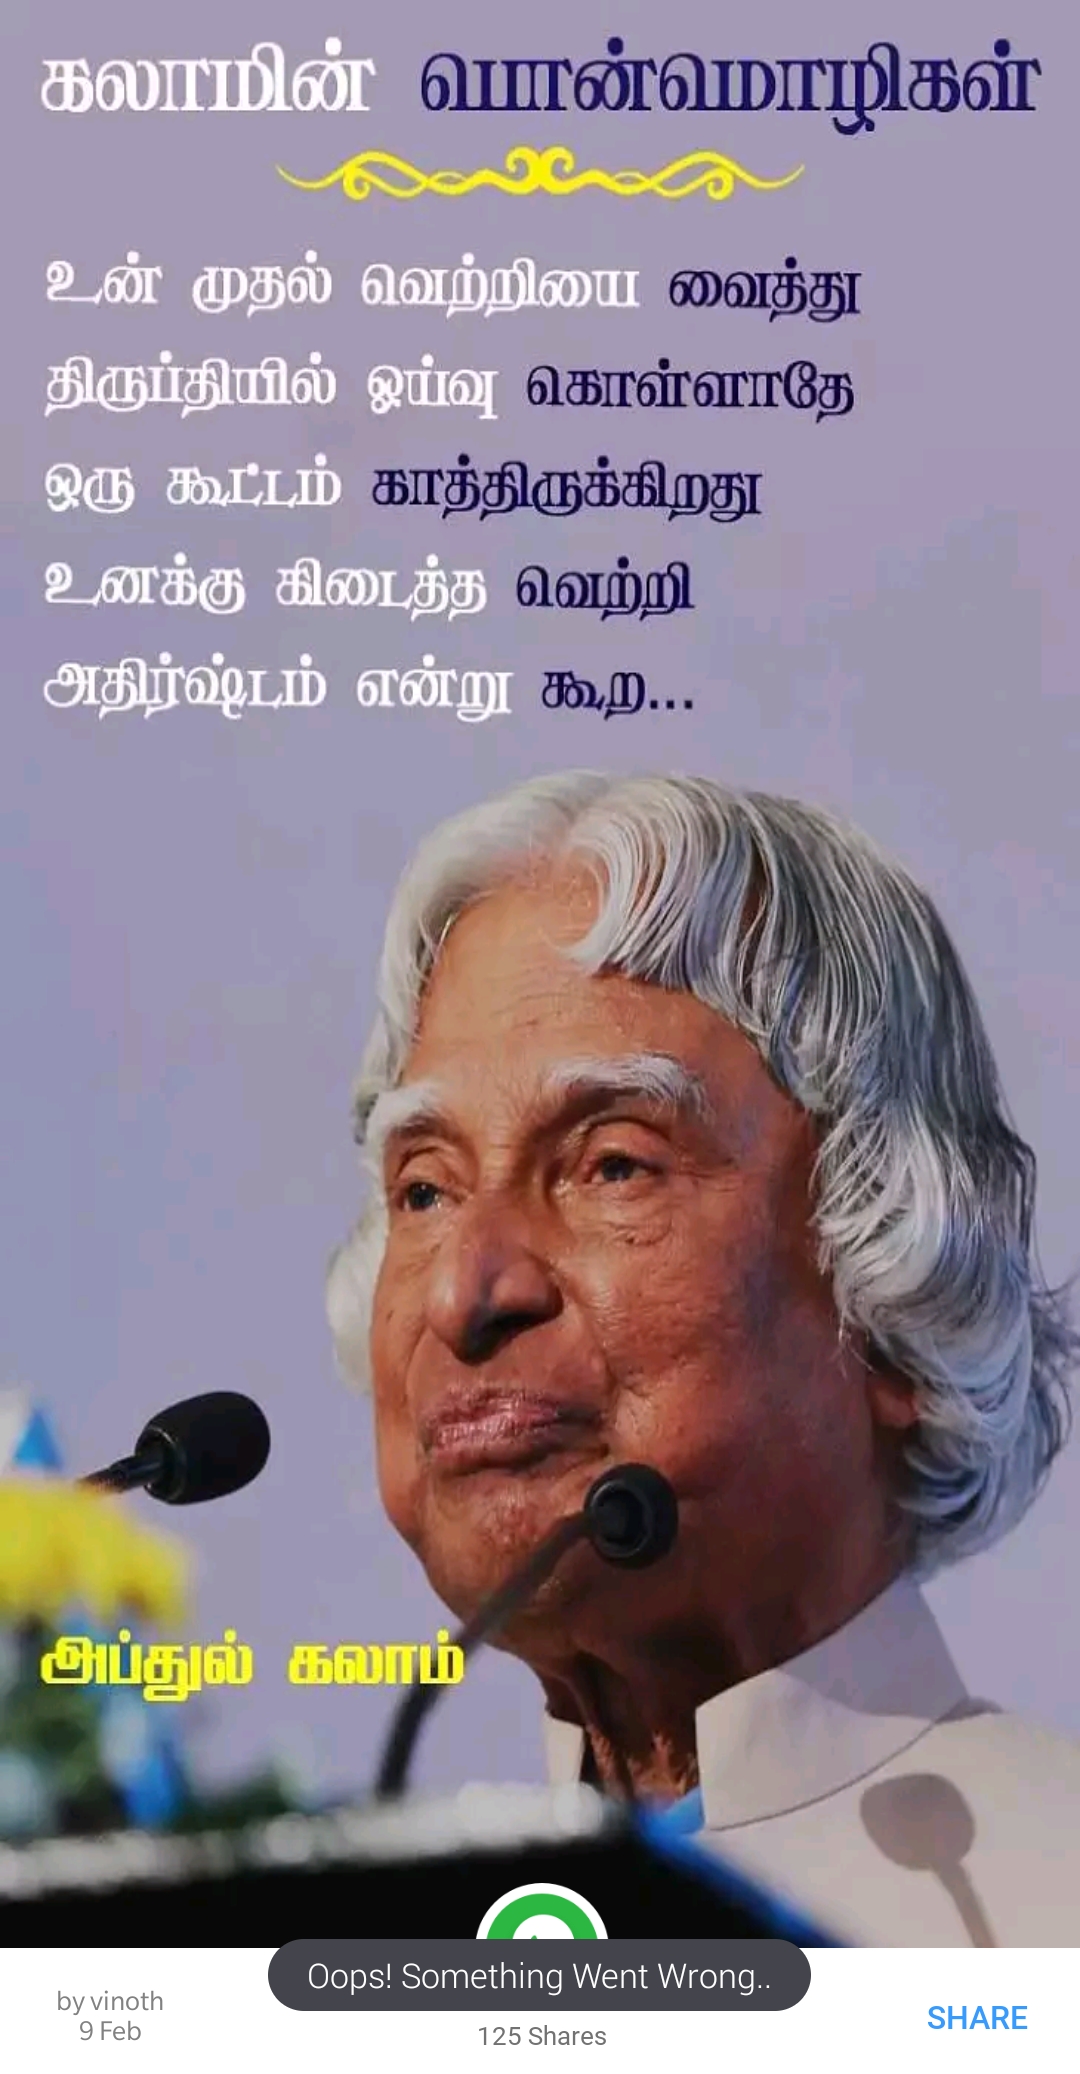 கலாமின் பொன்மொழிகள்
உன் முதல் வெற்றியை வைத்து
திருப்தியில் ஓய்வு கொள்ளாதே
ஒரு கூட்டம் காத்திருக்கிறது
உனக்கு கிடைத்த வெற்றி
அதிர்ஷ்டம் என்று கூற...
அப்துல் கலாம்
Oops! Something Went Wrong..
by vinoth
9 Feb
125 Shares
SHARE